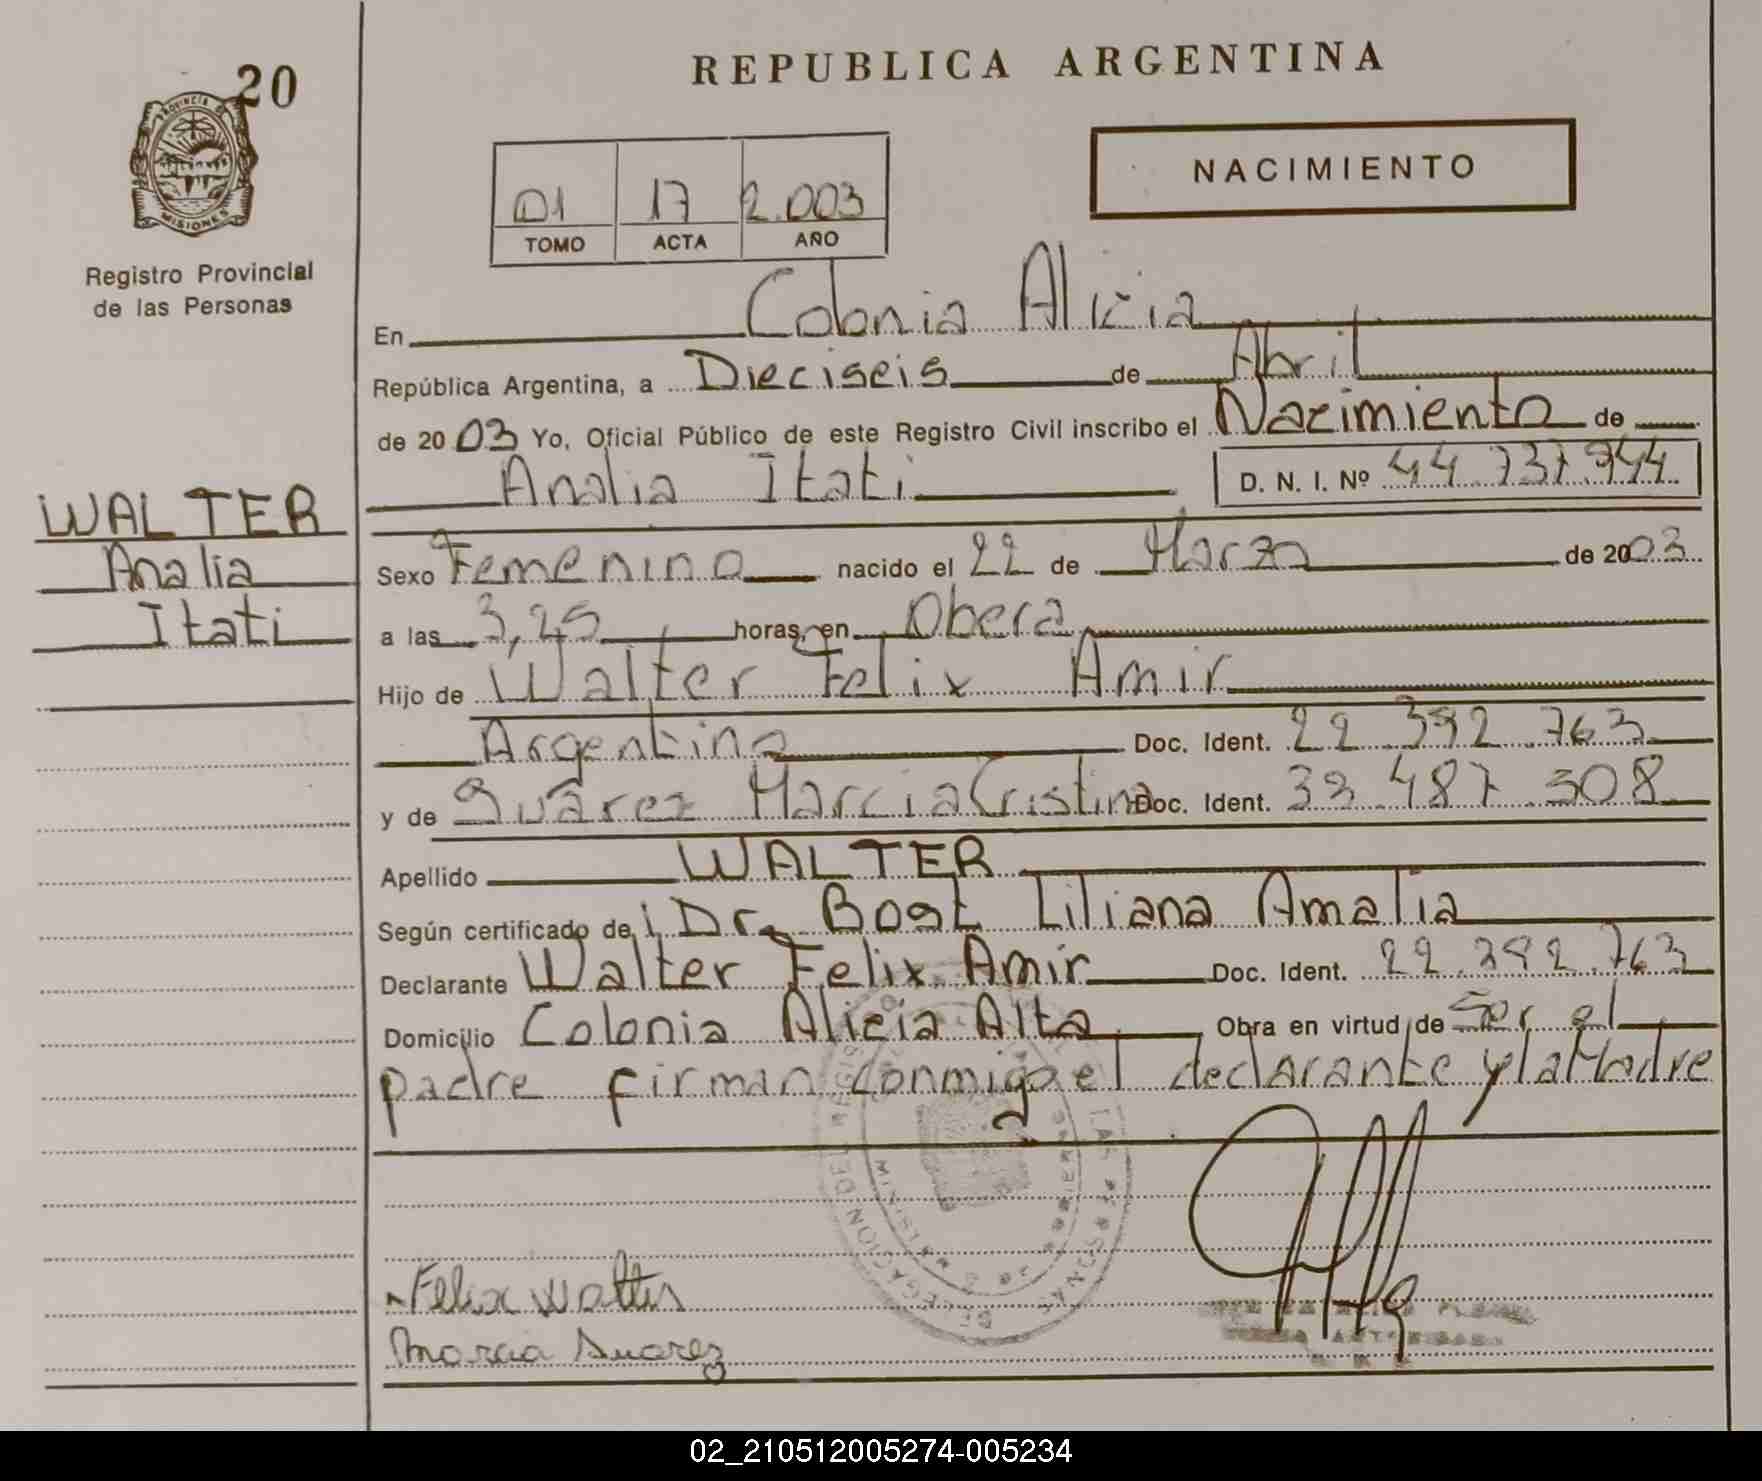 20
REPUBLICA ARGENTINA
PROVINCIA DE
MISIONES
Registro Provincial
de las Personas
NACIMIENTO
01 17 2.003
TOMO ACTA AÑO
En Colonia Alicia
República Argentina, a Dieciseis de Abril
de 2003 Yo, Oficial Público de este Registro Civil inscribo el Nacimiento de
Analia Itati D. N. I. Nº 44 737 944
WALTER
Analia
Itati
Sexo Femenino nacido el 22 de Marzo de 2003
a las 3,25 horas, en Obera
Hijo de Walter Felix Amir
Argentino Doc. Ident. 22 392 763
y de Suárez Marcia Cristina Doc. Ident. 33 487 308
Apellido WALTER
Según certificado de Dr. Bost Liliana Amalia
Declarante Walter Felix Amir Doc. Ident. 22.392.763
Domicilio Colonia Alicia Alta Obra en virtud de Ser el
padre firman conmigo el declarante y la Madre
Felix Walter
Marcia Suarez
02_210512005274-005234